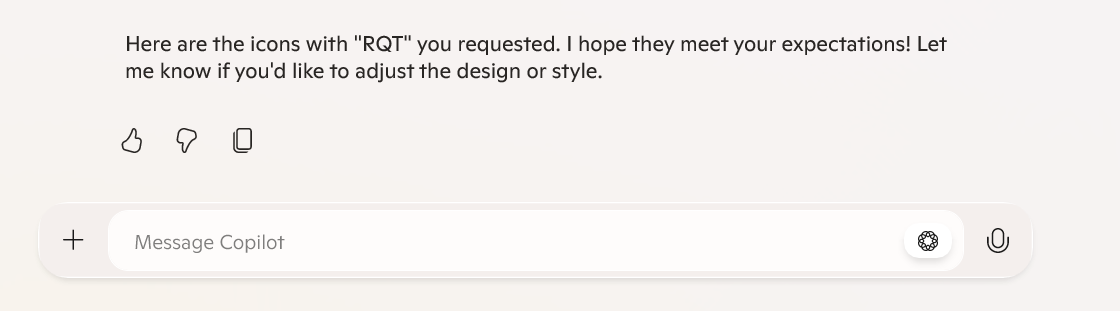 Here are the icons with "RQT" you requested. I hope they meet your expectations! Let
me know if you'd like to adjust the design or style.
Message Copilot